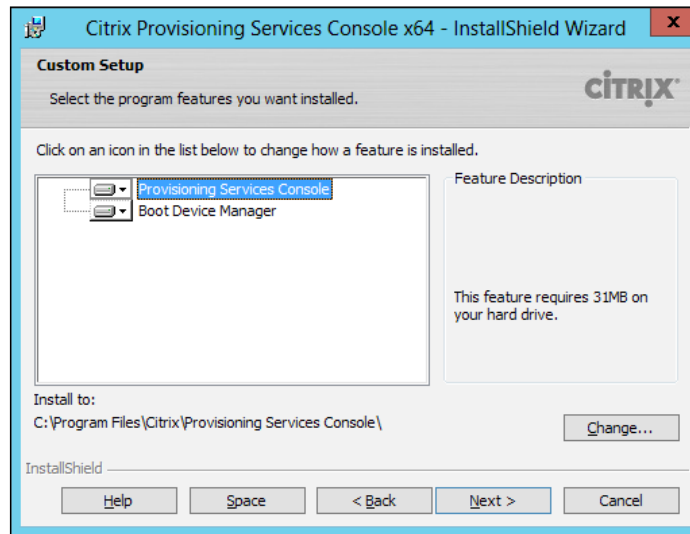 Citrix Provisioning Services Console x64 - InstallShield Wizard
x
Custom Setup
Select the program features you want installed.
CITRIX
Click on an icon in the list below to change how a feature is installed.
Provisioning Services Console
Boot Device Manager
Feature Description
This feature requires 31MB on
your hard drive.
Install to:
C:\Program Files\Citrix\Provisioning Services Console\
Change...
InstallShield
Help
Space
< Back
Next >
Cancel